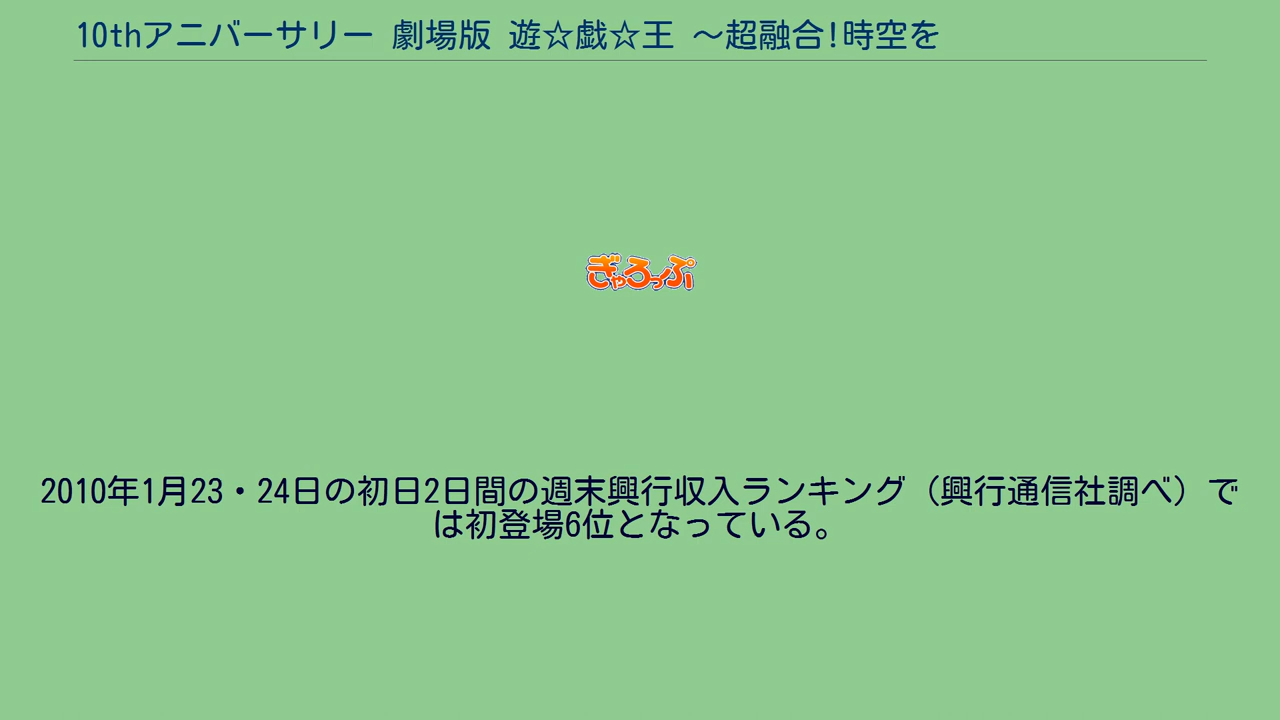 10thアニバーサリー 劇場版 遊☆戯☆王 〜超融合!時空を
ぎゃろっぷ
2010年1月23・24日の初日2日間の週末興行収入ランキング（興行通信社調べ）で
は初登場6位となっている。